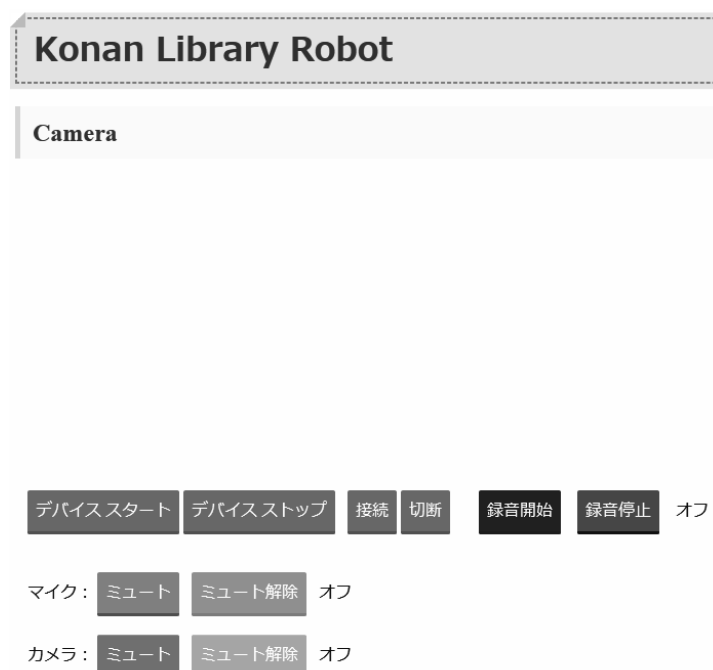 Konan Library Robot
Camera
デバイス スタート デバイス ストップ 接続 切断 録音開始 録音停止 オフ
マイク： ミュート ミュート解除 オフ
カメラ： ミュート ミュート解除 オフ